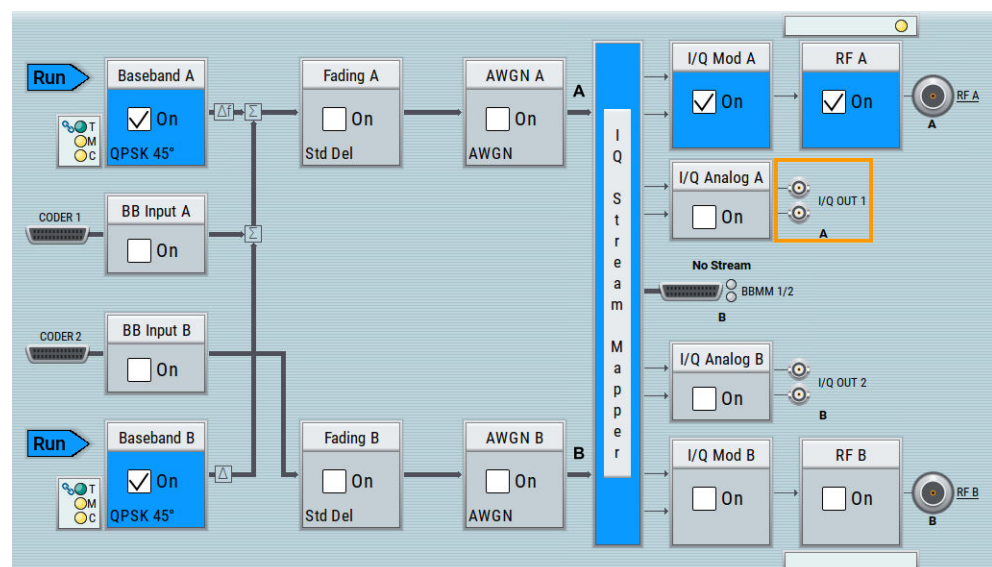 Run
Baseband A
On
QPSK 45°
T
M
C
Δf
Σ
Fading A
On
Std Del
AWGN A
On
AWGN
A
I/Q Mod A
On
RF A
On
RF A
A
CODER 1
BB Input A
On
Σ
I/Q Analog A
On
I/Q OUT 1
A
No Stream
BBMM 1/2
B
IQ Stream Mapper
CODER 2
BB Input B
On
I/Q Analog B
On
I/Q OUT 2
B
Run
Baseband B
On
QPSK 45°
T
M
C
Δ
Fading B
On
Std Del
AWGN B
On
AWGN
B
I/Q Mod B
On
RF B
On
RF B
B